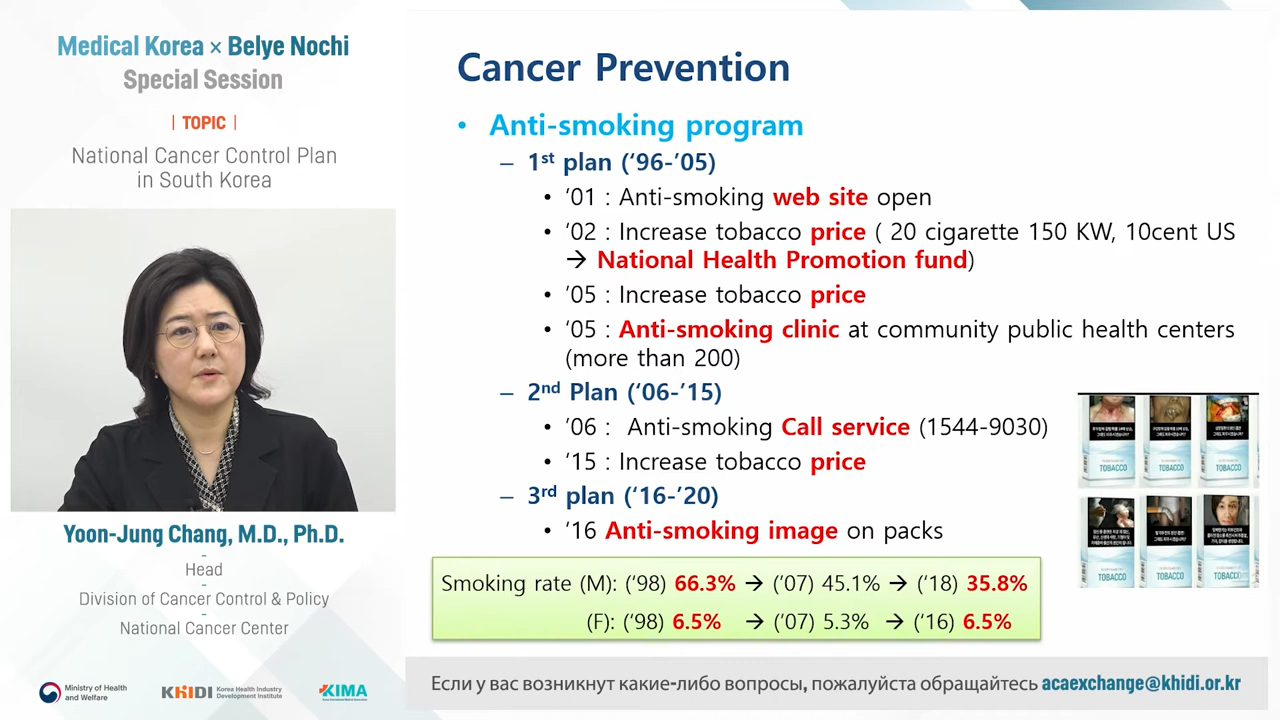 Medical Korea × Belye Nochi
Special Session
| TOPIC |
National Cancer Control Plan
in South Korea
Yoon-Jung Chang, M.D., Ph.D.
-
Head
-
Division of Cancer Control & Policy
-
National Cancer Center
Ministry of Health
and Welfare
KHIDI Korea Health Industry
Development Institute
KIMA
Cancer Prevention
• Anti-smoking program
– 1st plan (‘96-’05)
• ‘01 : Anti-smoking web site open
• ’02 : Increase tobacco price ( 20 cigarette 150 KW, 10cent US
→ National Health Promotion fund)
• ’05 : Increase tobacco price
• ’05 : Anti-smoking clinic at community public health centers
(more than 200)
– 2nd Plan (‘06-’15)
• ’06 : Anti-smoking Call service (1544-9030)
• ‘15 : Increase tobacco price
– 3rd plan (‘16-’20)
• ‘16 Anti-smoking image on packs
TOBACCO
TOBACCO
TOBACCO
TOBACCO
TOBACCO
TOBACCO
Smoking rate (M): (‘98) 66.3% → (’07) 45.1% → (‘18) 35.8%
(F): (‘98) 6.5% → (’07) 5.3% → (‘16) 6.5%
Если у вас возникнут какие-либо вопросы, пожалуйста обращайтесь acaexchange@khidi.or.kr